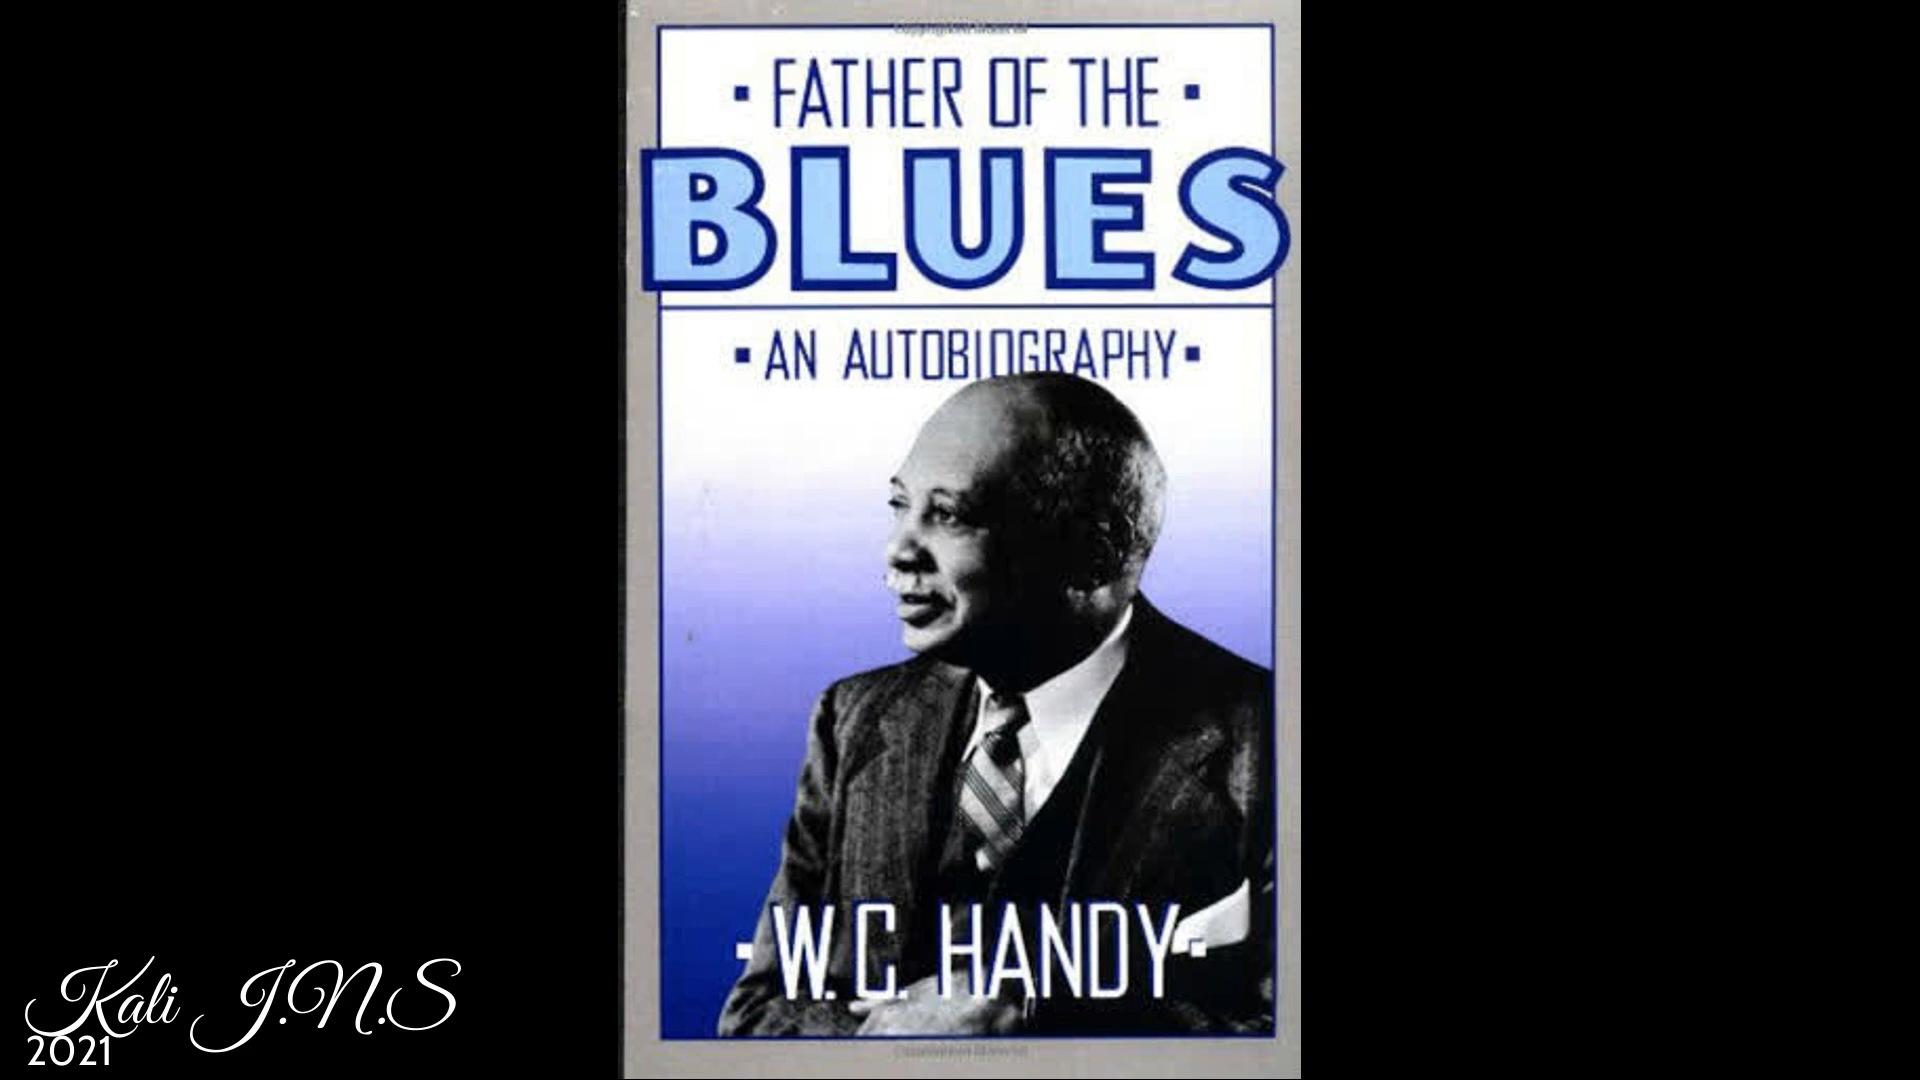 ▪ FATHER OF THE ▪
BLUES
▪ AN AUTOBIOGRAPHY ▪
▪ W.C. HANDY ▪
Kali J.N.S
2021